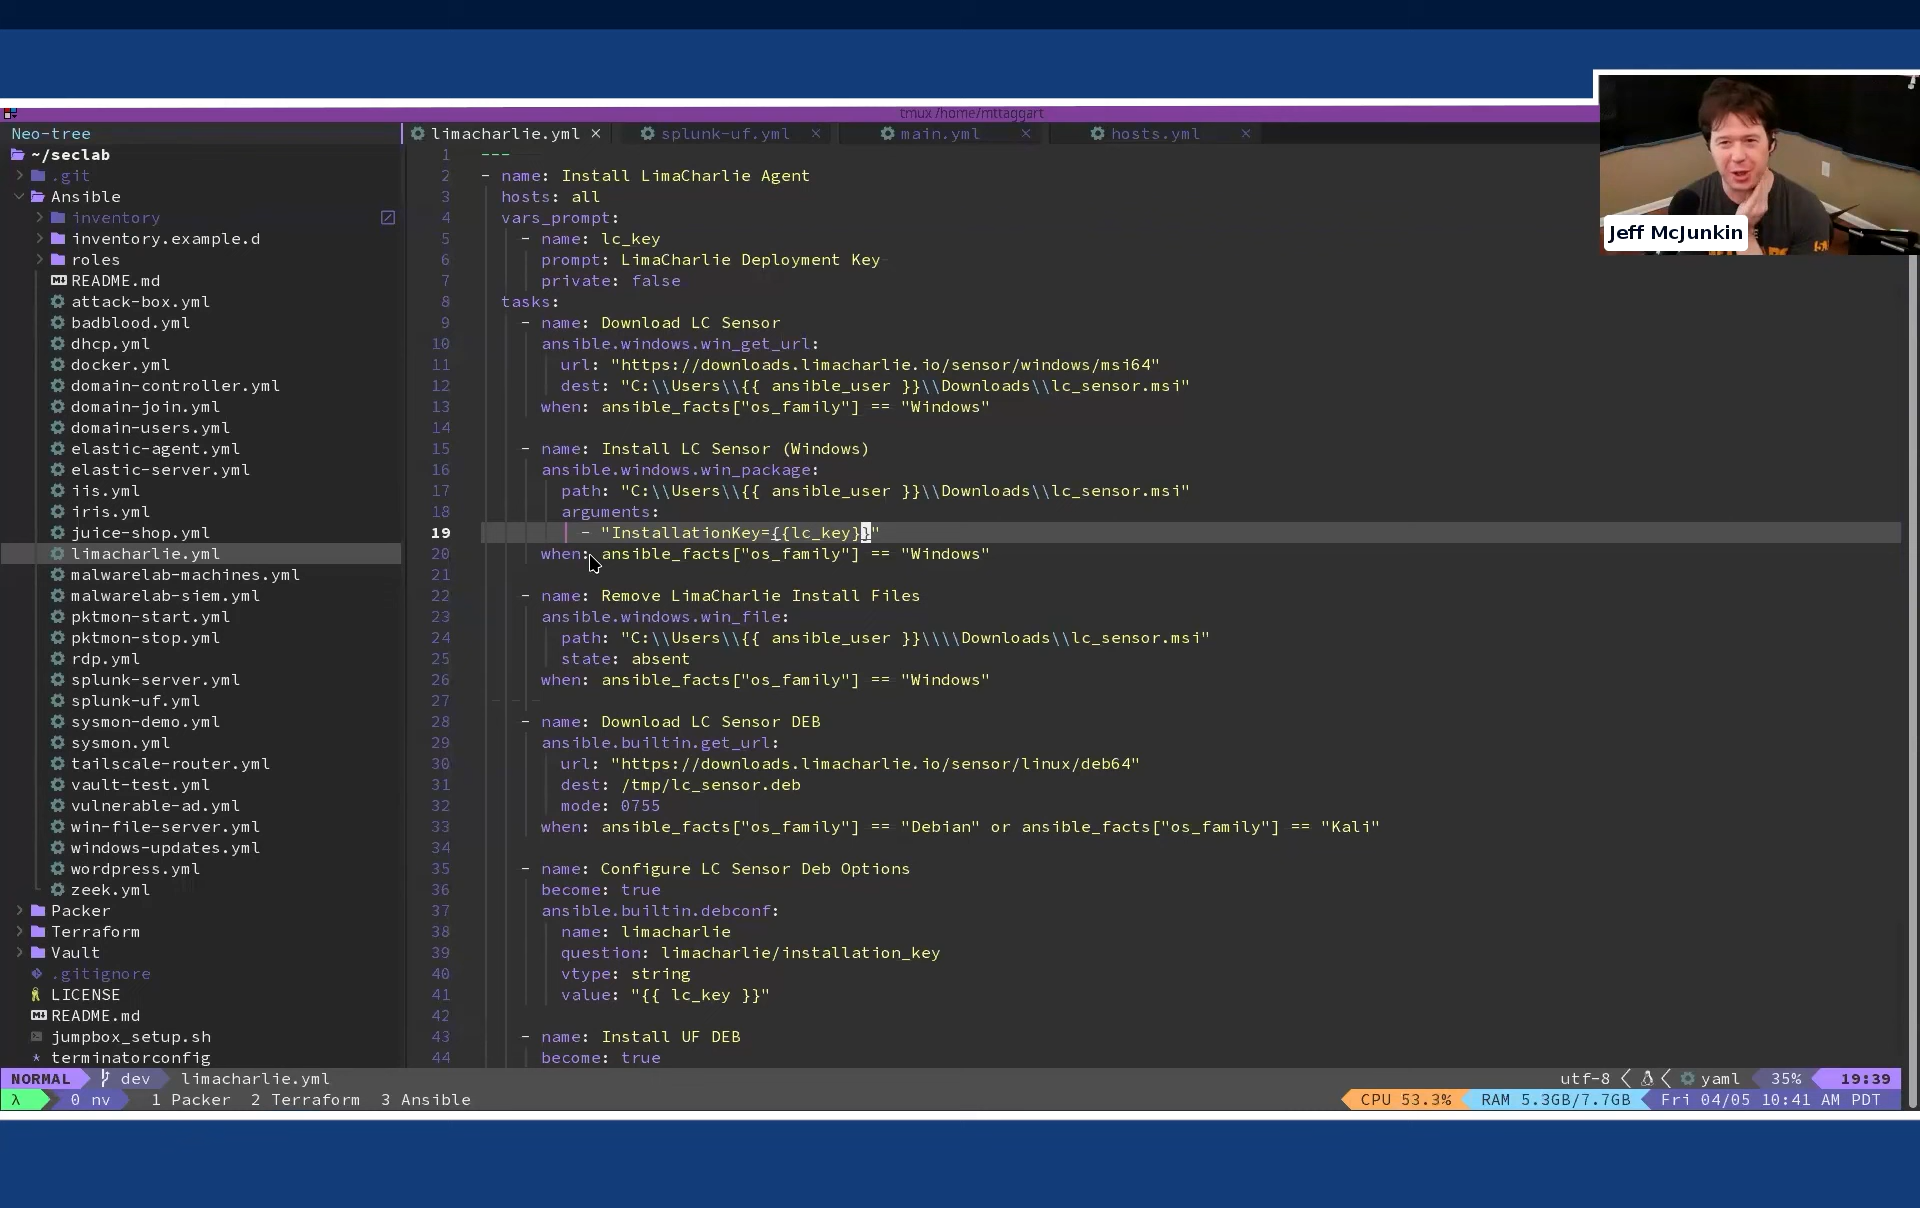 tmux /home/mttaggart
Neo-tree
~/seclab
.git
Ansible
inventory
inventory.example.d
roles
README.md
attack-box.yml
badblood.yml
dhcp.yml
docker.yml
domain-controller.yml
domain-join.yml
domain-users.yml
elastic-agent.yml
elastic-server.yml
iis.yml
iris.yml
juice-shop.yml
limacharlie.yml
malwarelab-machines.yml
malwarelab-siem.yml
pktmon-start.yml
pktmon-stop.yml
rdp.yml
splunk-server.yml
splunk-uf.yml
sysmon-demo.yml
sysmon.yml
tailscale-router.yml
vault-test.yml
vulnerable-ad.yml
win-file-server.yml
windows-updates.yml
wordpress.yml
zeek.yml
Packer
Terraform
Vault
.gitignore
LICENSE
README.md
jumpbox_setup.sh
* terminatorconfig
limacharlie.yml × splunk-uf.yml × main.yml × hosts.yml ×
1 ---
2 - name: Install LimaCharlie Agent
3 hosts: all
4 vars_prompt:
5 - name: lc_key
6 prompt: LimaCharlie Deployment Key
7 private: false
8 tasks:
9 - name: Download LC Sensor
10 ansible.windows.win_get_url:
11 url: "https://downloads.limacharlie.io/sensor/windows/msi64"
12 dest: "C:\\Users\\{{ ansible_user }}\\Downloads\\lc_sensor.msi"
13 when: ansible_facts["os_family"] == "Windows"
14
15 - name: Install LC Sensor (Windows)
16 ansible.windows.win_package:
17 path: "C:\\Users\\{{ ansible_user }}\\Downloads\\lc_sensor.msi"
18 arguments:
19 - "InstallationKey={{lc_key}}"
20 when: ansible_facts["os_family"] == "Windows"
21
22 - name: Remove LimaCharlie Install Files
23 ansible.windows.win_file:
24 path: "C:\\Users\\{{ ansible_user }}\\\\Downloads\\lc_sensor.msi"
25 state: absent
26 when: ansible_facts["os_family"] == "Windows"
27
28 - name: Download LC Sensor DEB
29 ansible.builtin.get_url:
30 url: "https://downloads.limacharlie.io/sensor/linux/deb64"
31 dest: /tmp/lc_sensor.deb
32 mode: 0755
33 when: ansible_facts["os_family"] == "Debian" or ansible_facts["os_family"] == "Kali"
34
35 - name: Configure LC Sensor Deb Options
36 become: true
37 ansible.builtin.debconf:
38 name: limacharlie
39 question: limacharlie/installation_key
40 vtype: string
41 value: "{{ lc_key }}"
42
43 - name: Install UF DEB
44 become: true
Jeff McJunkin
NORMAL dev limacharlie.yml utf-8 yaml 35% 19:39
λ 0 nv 1 Packer 2 Terraform 3 Ansible CPU 53.3% RAM 5.3GB/7.7GB Fri 04/05 10:41 AM PDT